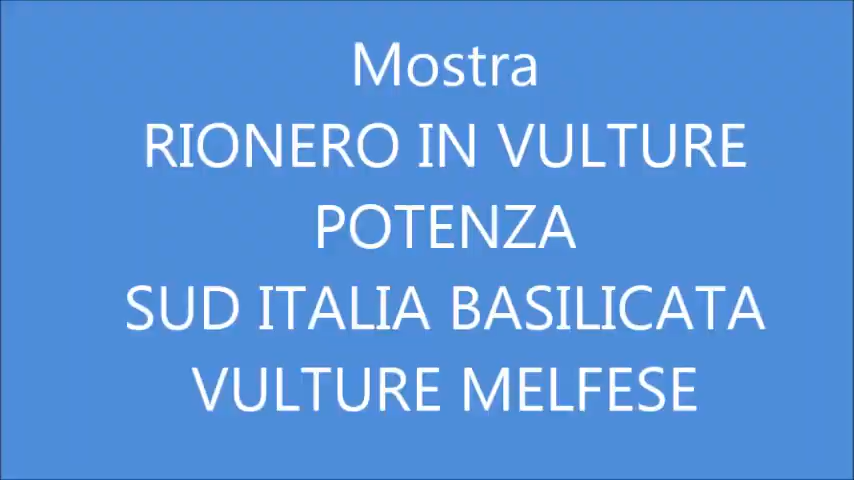 Mostra
RIONERO IN VULTURE
POTENZA
SUD ITALIA BASILICATA
VULTURE MELFESE